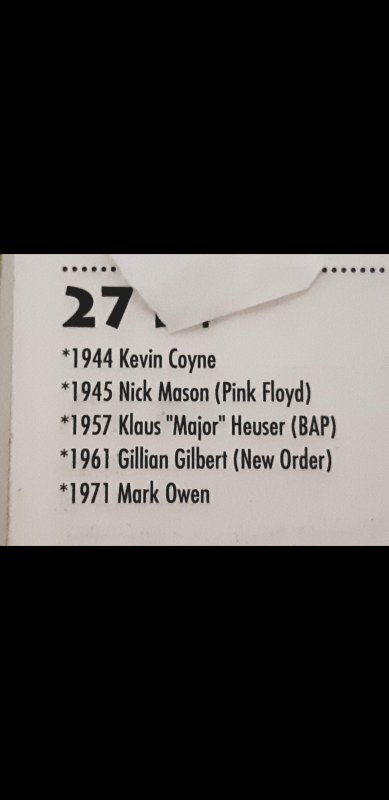 27
*1944 Kevin Coyne
*1945 Nick Mason (Pink Floyd)
*1957 Klaus "Major" Heuser (BAP)
*1961 Gillian Gilbert (New Order)
*1971 Mark Owen